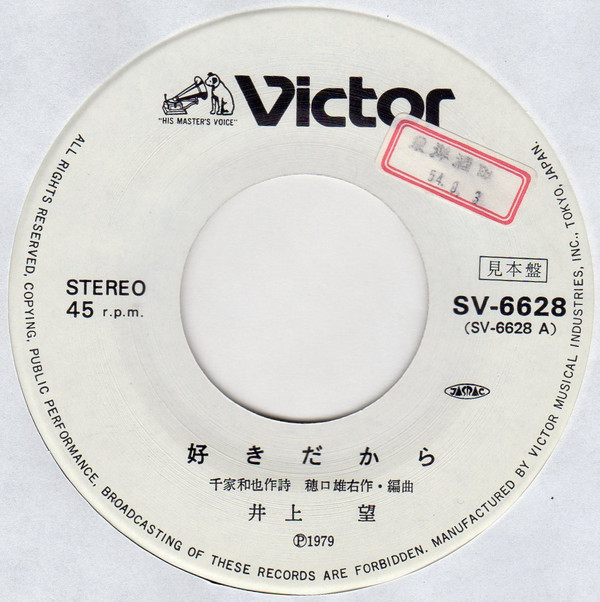 "HIS MASTER'S VOICE"
Victor
54. 9. 3
見本盤
STEREO
45 r.p.m.
SV-6628
(SV-6628 A)
JASRAC
好きだから
千家和也作詩 穂口雄右作・編曲
井上 望
Ⓟ1979
ALL RIGHTS RESERVED, COPYING, PUBLIC PERFORMANCE, BROADCASTING OF THESE RECORDS ARE FORBIDDEN. MANUFACTURED BY VICTOR MUSICAL INDUSTRIES, INC., TOKYO, JAPAN.